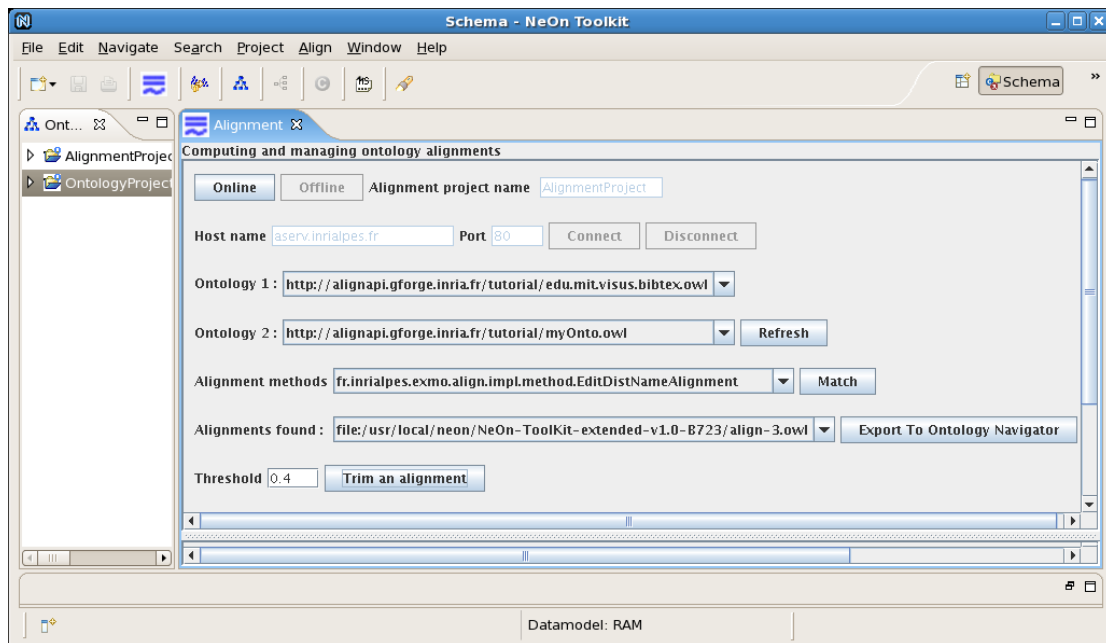 Schema - NeOn Toolkit
File Edit Navigate Search Project Align Window Help
Schema
Ont...
Alignment
AlignmentProjec
OntologyProject
Computing and managing ontology alignments
Online Offline Alignment project name AlignmentProject
Host name aserv.inrialpes.fr Port 80 Connect Disconnect
Ontology 1 : http://alignapi.gforge.inria.fr/tutorial/edu.mit.visus.bibtex.owl
Ontology 2 : http://alignapi.gforge.inria.fr/tutorial/myOnto.owl Refresh
Alignment methods fr.inrialpes.exmo.align.impl.method.EditDistNameAlignment Match
Alignments found : file:/usr/local/neon/NeOn-ToolKit-extended-v1.0-B723/align-3.owl Export To Ontology Navigator
Threshold 0.4 Trim an alignment
Datamodel: RAM